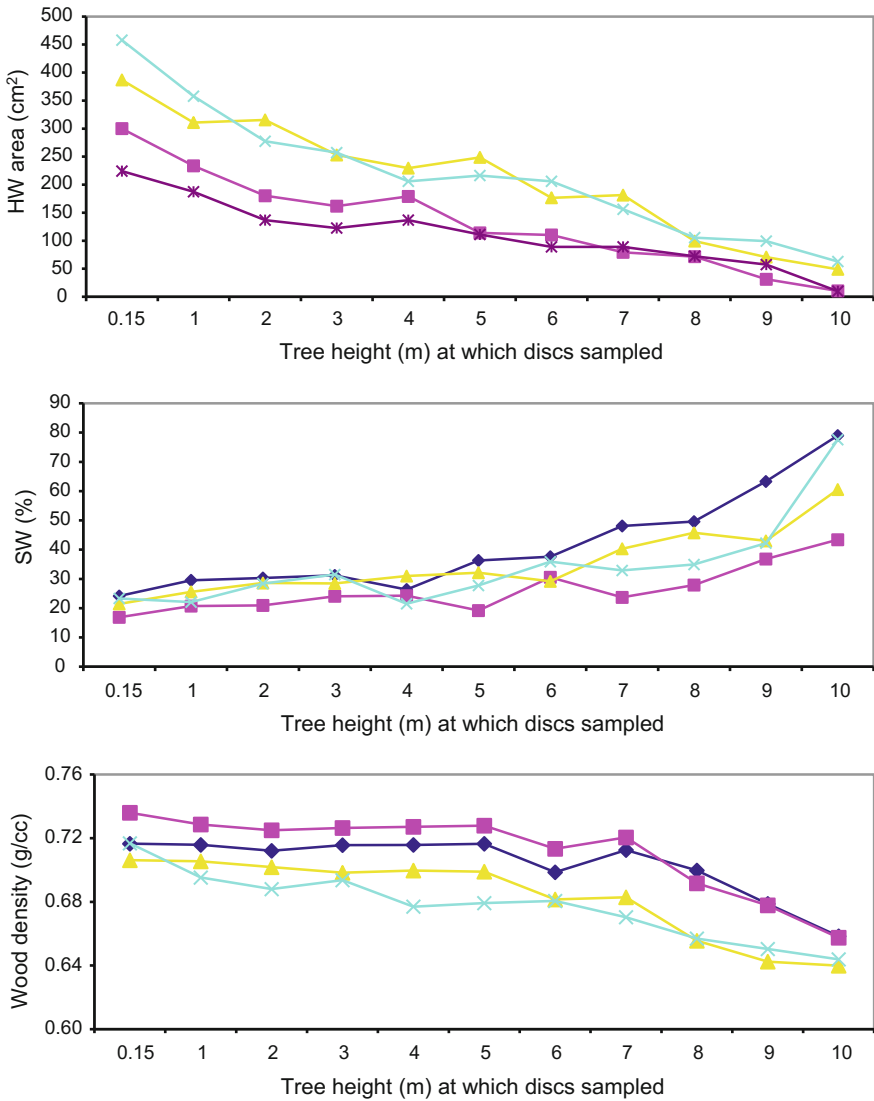 500
450
400
350
300
250
200
150
100
50
0
HW area (cm²)
0.15 1 2 3 4 5 6 7 8 9 10
Tree height (m) at which discs sampled
90
80
70
60
50
40
30
20
10
0
SW (%)
0.15 1 2 3 4 5 6 7 8 9 10
Tree height (m) at which discs sampled
0.76
0.72
0.68
0.64
0.60
Wood density (g/cc)
0.15 1 2 3 4 5 6 7 8 9 10
Tree height (m) at which discs sampled